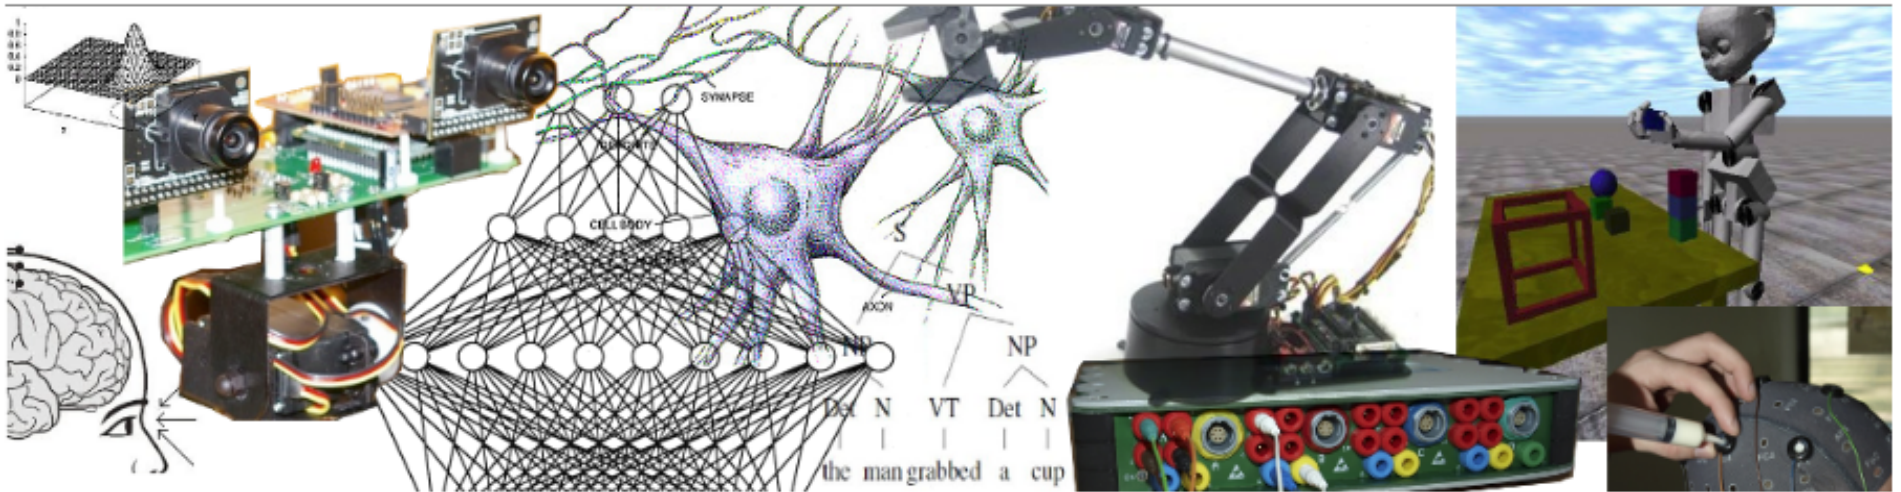 SYNAPSE
CELL BODY
AXON
S
VP
NP
NP
Det N VT Det N
the man grabbed a cup